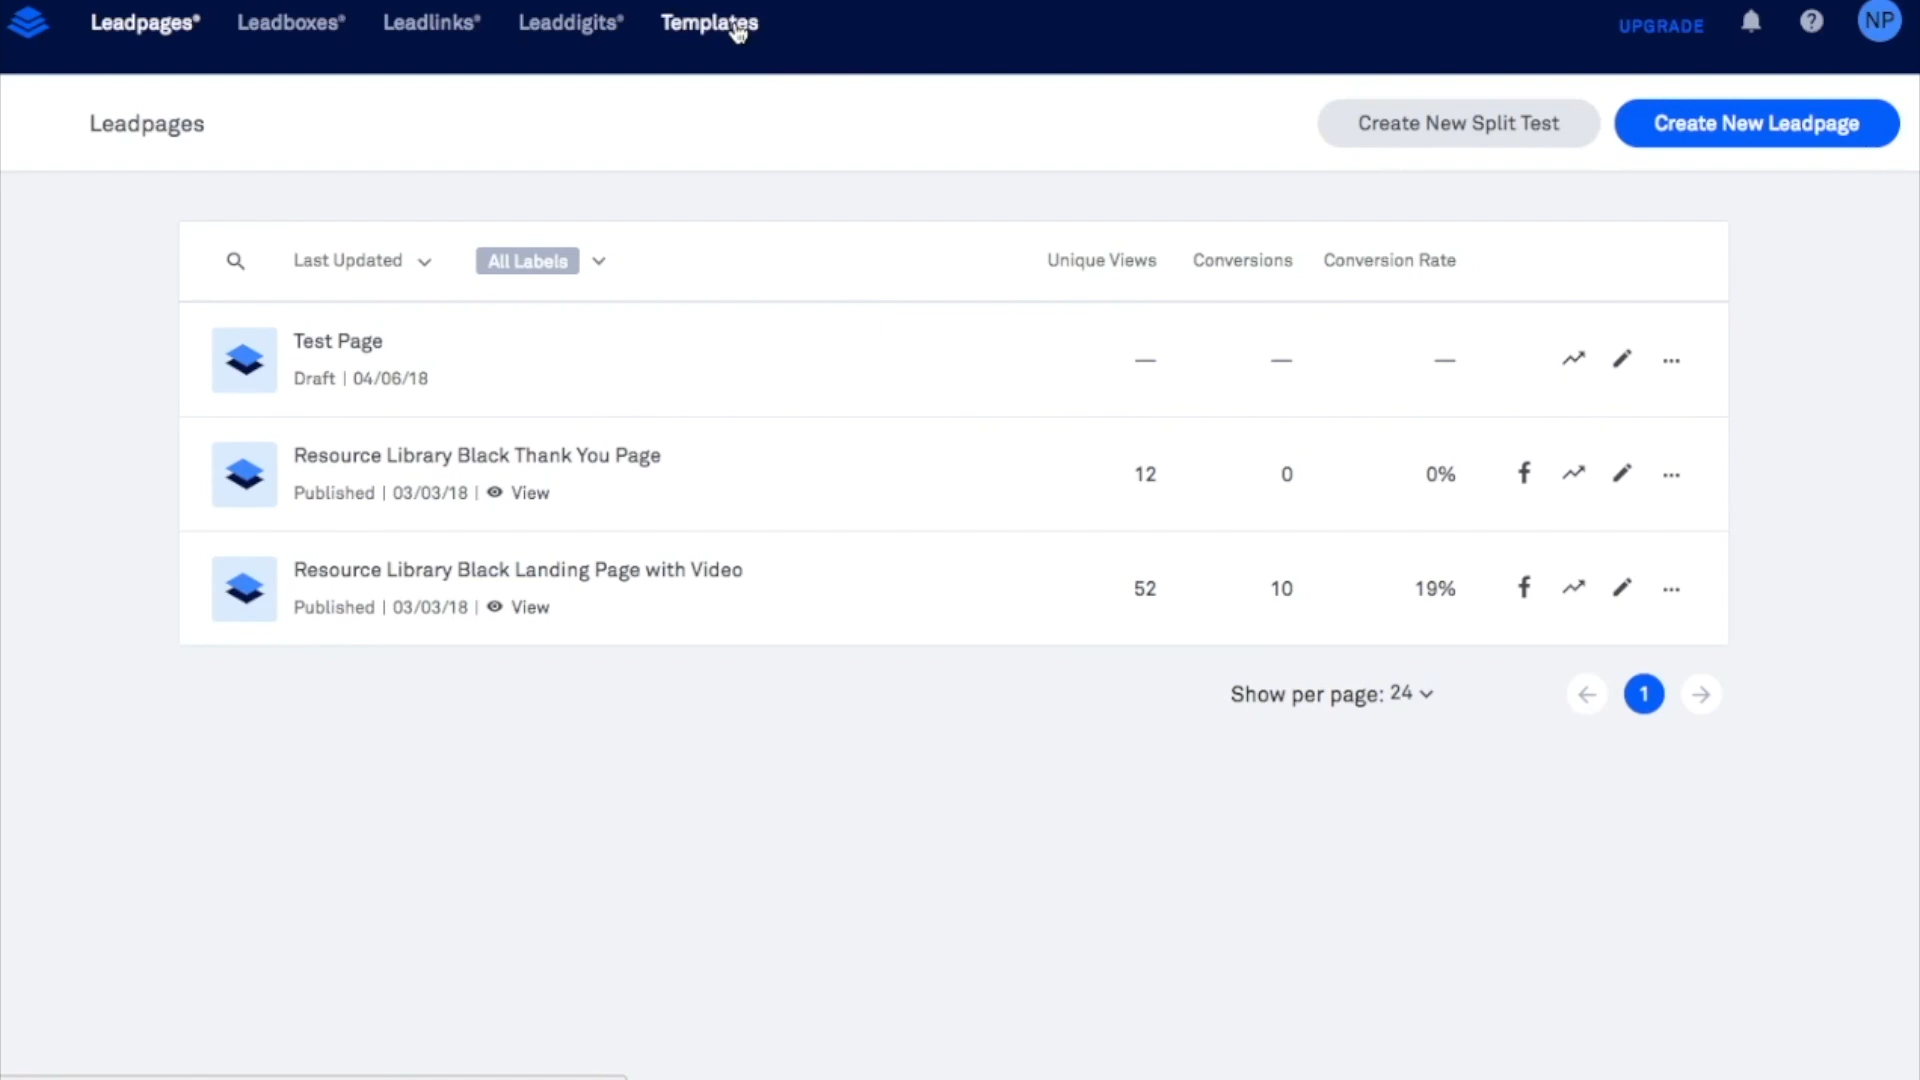 Leadpages® Leadboxes® Leadlinks® Leaddigits® Templates UPGRADE ? NP
Leadpages Create New Split Test Create New Leadpage
Last Updated All Labels Unique Views Conversions Conversion Rate
Test Page
Draft | 04/06/18
— — —
Resource Library Black Thank You Page
Published | 03/03/18 | View
12 0 0%
Resource Library Black Landing Page with Video
Published | 03/03/18 | View
52 10 19%
Show per page: 24 1